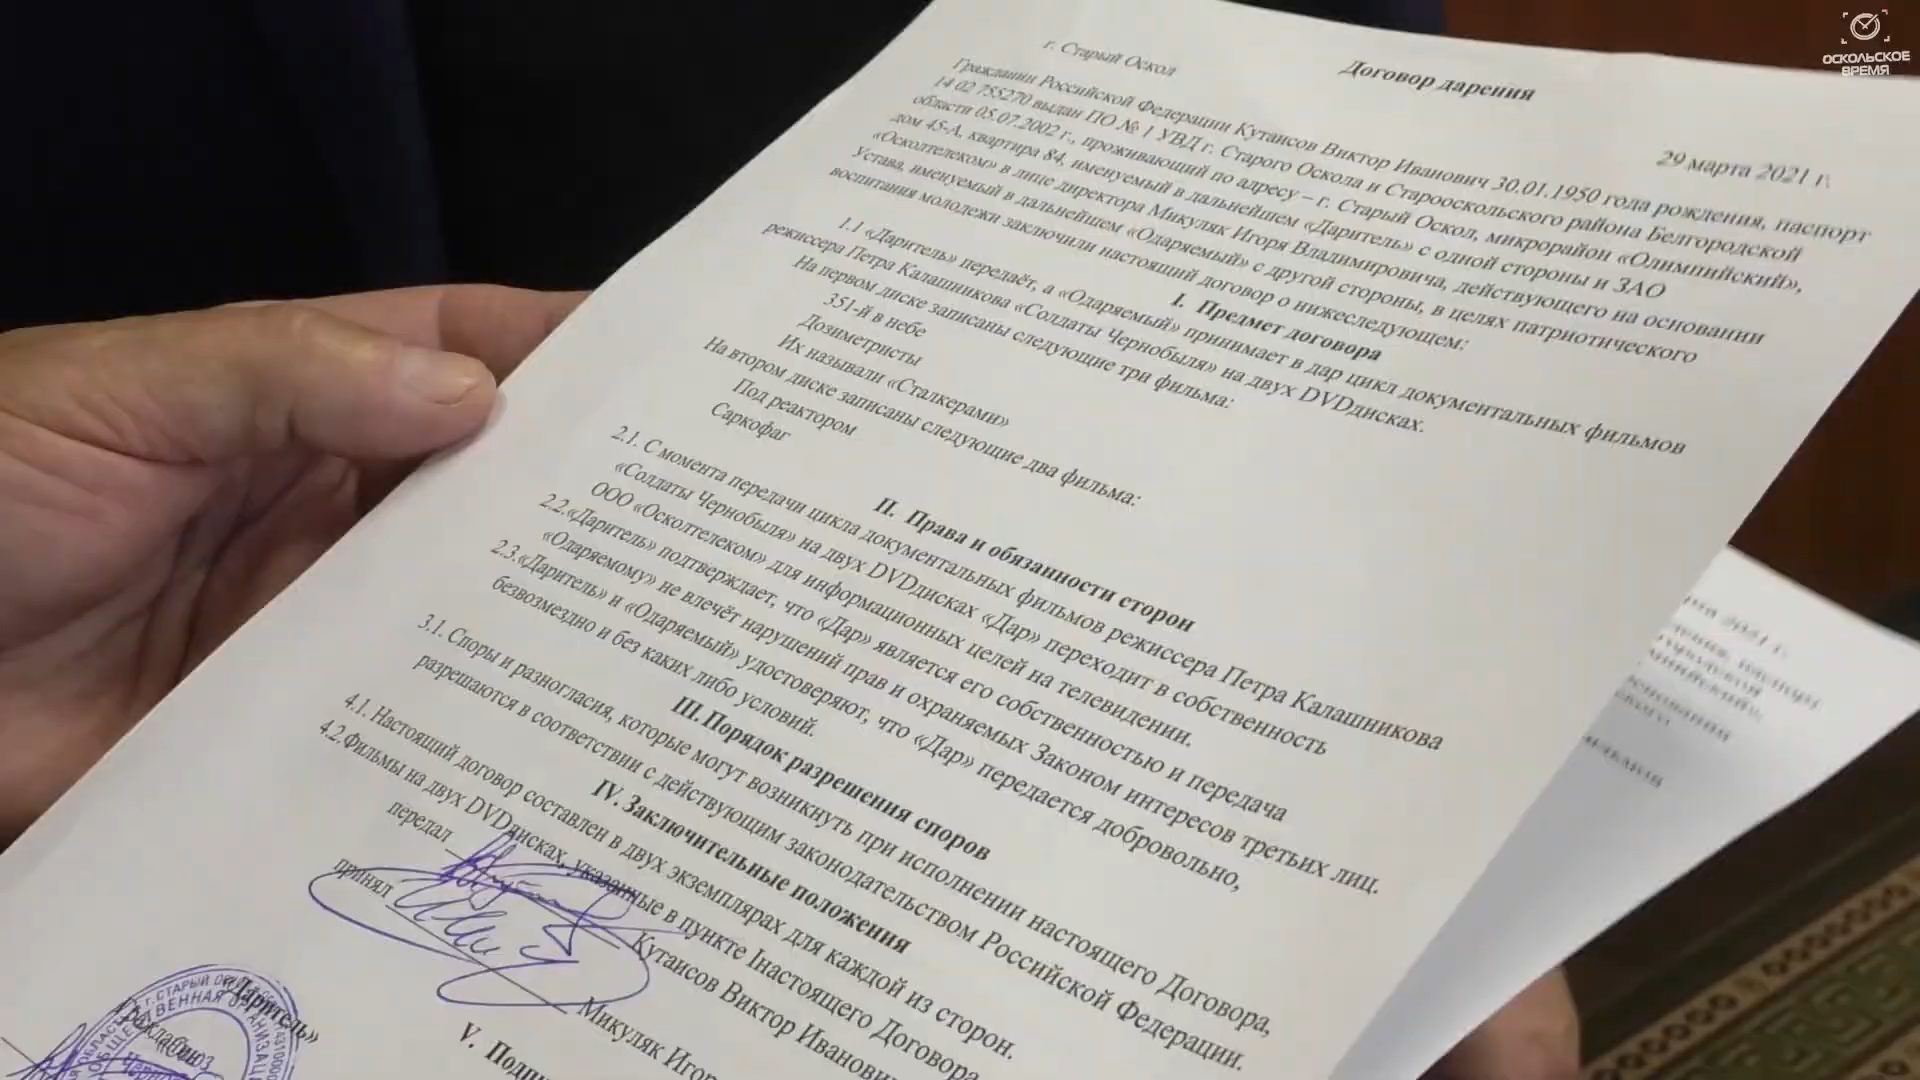 ОСКОЛЬСКОЕ
ВРЕМЯ
Договор дарения
г. Старый Оскол
29 марта 2021 г.
Гражданин Российской Федерации Кутаисов Виктор Иванович 30.01.1950 года рождения, паспорт
14 02 755270 выдан ПО № 1 УВД г. Старого Оскола и Старооскольского района Белгородской
области 05.07.2002 г., проживающий по адресу – г. Старый Оскол, микрорайон «Олимпийский»,
дом 45-А, квартира 84, именуемый в дальнейшем «Даритель» с одной стороны и ЗАО
«Осколтелеком» в лице директора Микуляк Игоря Владимировича, действующего на основании
Устава, именуемый в дальнейшем «Одаряемый» с другой стороны, в целях патриотического
воспитания молодежи заключили настоящий договор о нижеследующем:
I. Предмет договора
1.1 «Даритель» передаёт, а «Одаряемый» принимает в дар цикл документальных фильмов
режиссера Петра Калашникова «Солдаты Чернобыля» на двух DVDдисках.
На первом диске записаны следующие три фильма:
351-й в небе
Дозиметристы
Их называли «Сталкерами»
На втором диске записаны следующие два фильма:
Под реактором
Саркофаг
II. Права и обязанности сторон
2.1. С момента передачи цикла документальных фильмов режиссера Петра Калашникова
«Солдаты Чернобыля» на двух DVDдисках «Дар» переходит в собственность
ООО «Осколтелеком» для информационных целей на телевидении.
2.2.«Даритель» подтверждает, что «Дар» является его собственностью и передача
«Одаряемому» не влечёт нарушений прав и охраняемых Законом интересов третьих лиц.
2.3.«Даритель» и «Одаряемый» удостоверяют, что «Дар» передается добровольно,
безвозмездно и без каких либо условий.
III. Порядок разрешения споров
3.1. Споры и разногласия, которые могут возникнуть при исполнении настоящего Договора,
разрешаются в соответствии с действующим законодательством Российской Федерации.
IV. Заключительные положения
4.1. Настоящий договор составлен в двух экземплярах для каждой из сторон.
4.2.Фильмы на двух DVDдисках, указанные в пункте Iнастоящего Договора
передал Кутаисов Виктор Иванович
принял Микуляк Игор
V. Подпи
«Даритель»